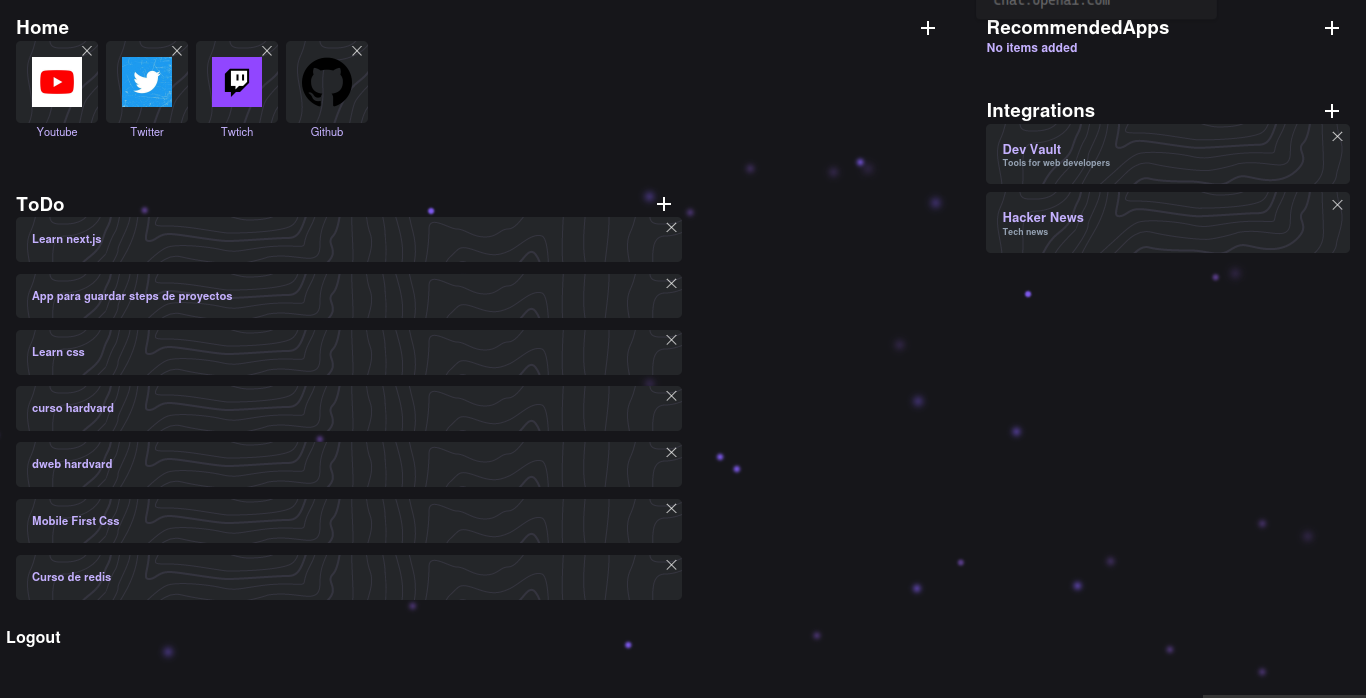 chat.openai.com
Home
RecommendedApps
No items added
Youtube
Twitter
Twtich
Github
Integrations
Dev Vault
Tools for web developers
Hacker News
Tech news
ToDo
Learn next.js
App para guardar steps de proyectos
Learn css
curso hardvard
dweb hardvard
Mobile First Css
Curso de redis
Logout